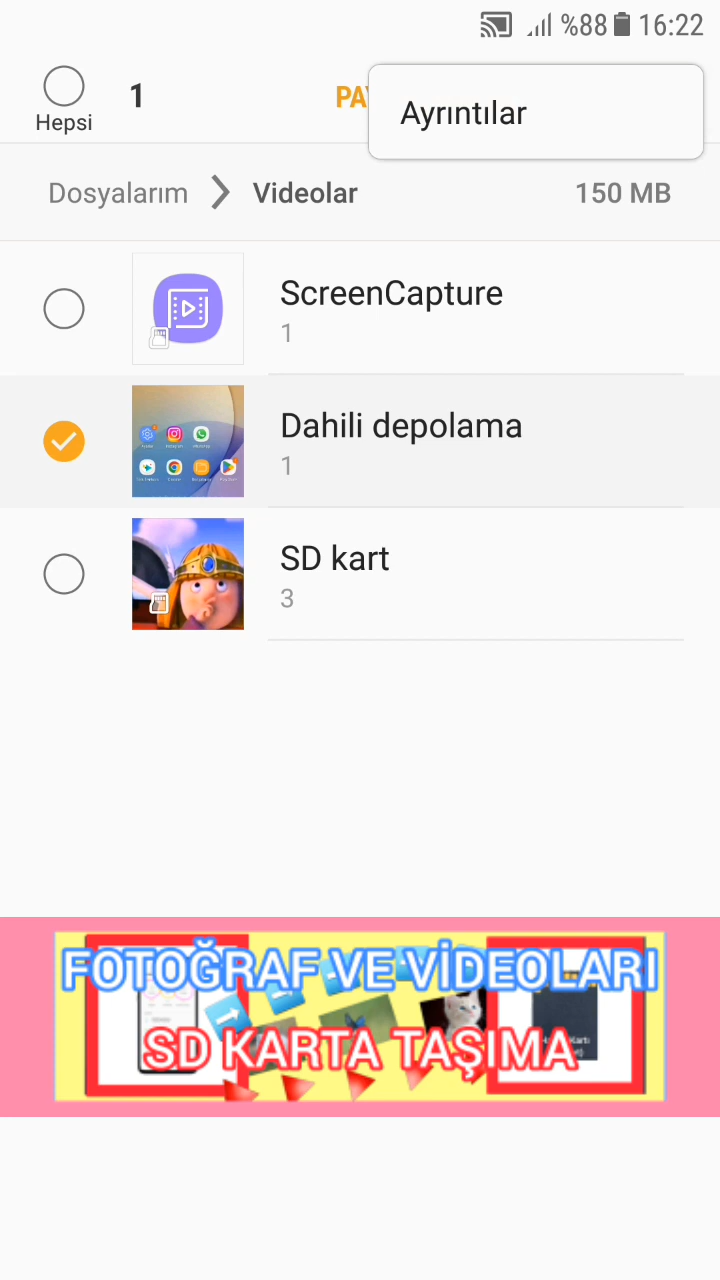 %88 16:22
Hepsi
1
PA
Ayrıntılar
Dosyalarım
Videolar
150 MB
ScreenCapture
1
Dahili depolama
1
SD kart
3
FOTOĞRAF VE VİDEOLARI
SD KARTA TAŞIMA